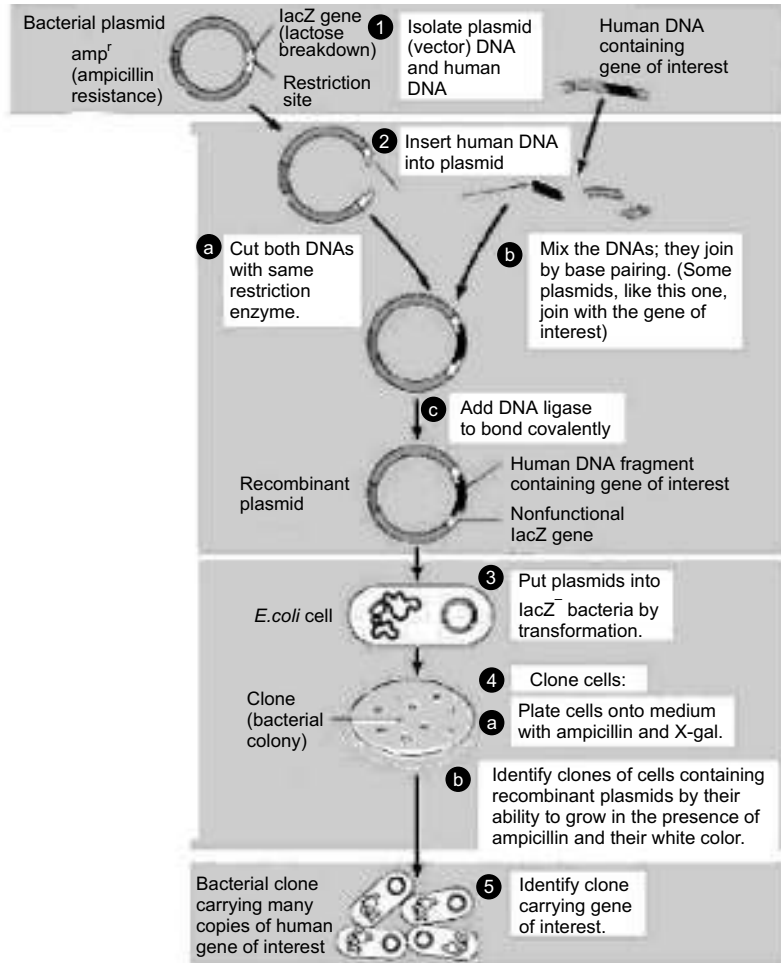 Bacterial plasmid
ampʳ
(ampicillin
resistance)
lacZ gene
(lactose
breakdown)
Restriction
site
1 Isolate plasmid
(vector) DNA
and human
DNA
Human DNA
containing
gene of interest
2 Insert human DNA
into plasmid
a Cut both DNAs
with same
restriction
enzyme.
b Mix the DNAs; they join
by base pairing. (Some
plasmids, like this one,
join with the gene of
interest)
c Add DNA ligase
to bond covalently
Recombinant
plasmid
Human DNA fragment
containing gene of interest
Nonfunctional
lacZ gene
E.coli cell
3 Put plasmids into
lacZ⁻ bacteria by
transformation.
4 Clone cells:
Clone
(bacterial
colony)
a Plate cells onto medium
with ampicillin and X-gal.
b Identify clones of cells containing
recombinant plasmids by their
ability to grow in the presence of
ampicillin and their white color.
Bacterial clone
carrying many
copies of human
gene of interest
5 Identify clone
carrying gene
of interest.